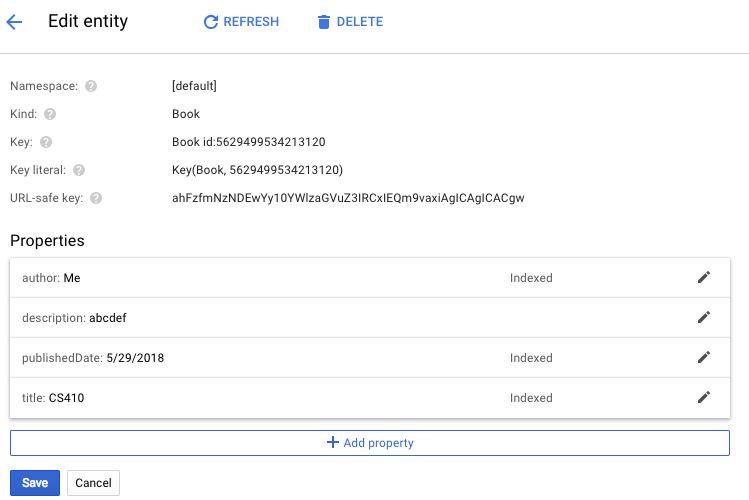 Edit entity REFRESH DELETE
Namespace: ? [default]
Kind: ? Book
Key: ? Book id:5629499534213120
Key literal: ? Key(Book, 5629499534213120)
URL-safe key: ? ahFzfmNzNDEwYy10YWlzaGVuZ3IRCxIEQm9vaxiAgICAgICACgw
Properties
author: Me Indexed
description: abcdef
publishedDate: 5/29/2018 Indexed
title: CS410 Indexed
Add property
Save Cancel